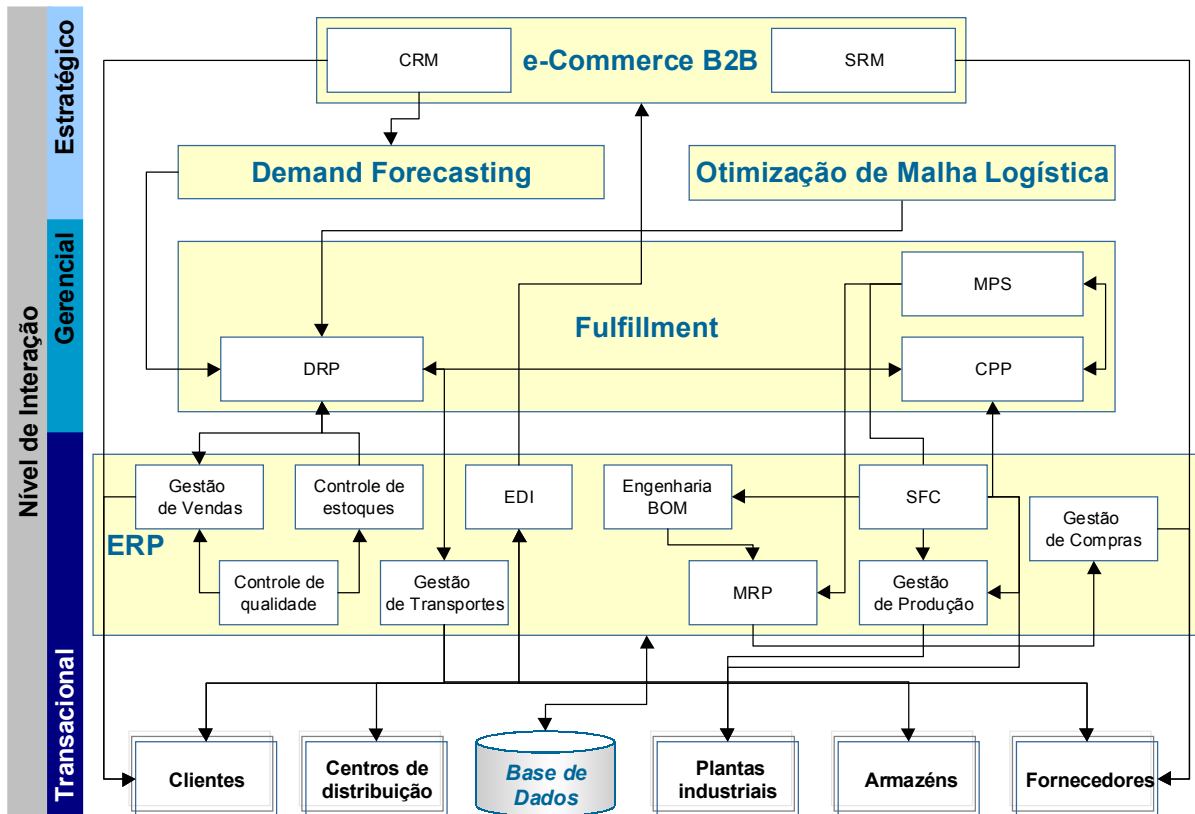 Nível de Interação
Estratégico
Gerencial
Transacional
CRM
e-Commerce B2B
SRM
Demand Forecasting
Otimização de Malha Logística
MPS
Fulfillment
DRP
CPP
Gestão
de Vendas
Controle de
estoques
EDI
Engenharia
BOM
SFC
Gestão
de Compras
ERP
Controle de
qualidade
Gestão
de Transportes
MRP
Gestão
de Produção
Clientes
Centros de
distribuição
Base de
Dados
Plantas
industriais
Armazéns
Fornecedores